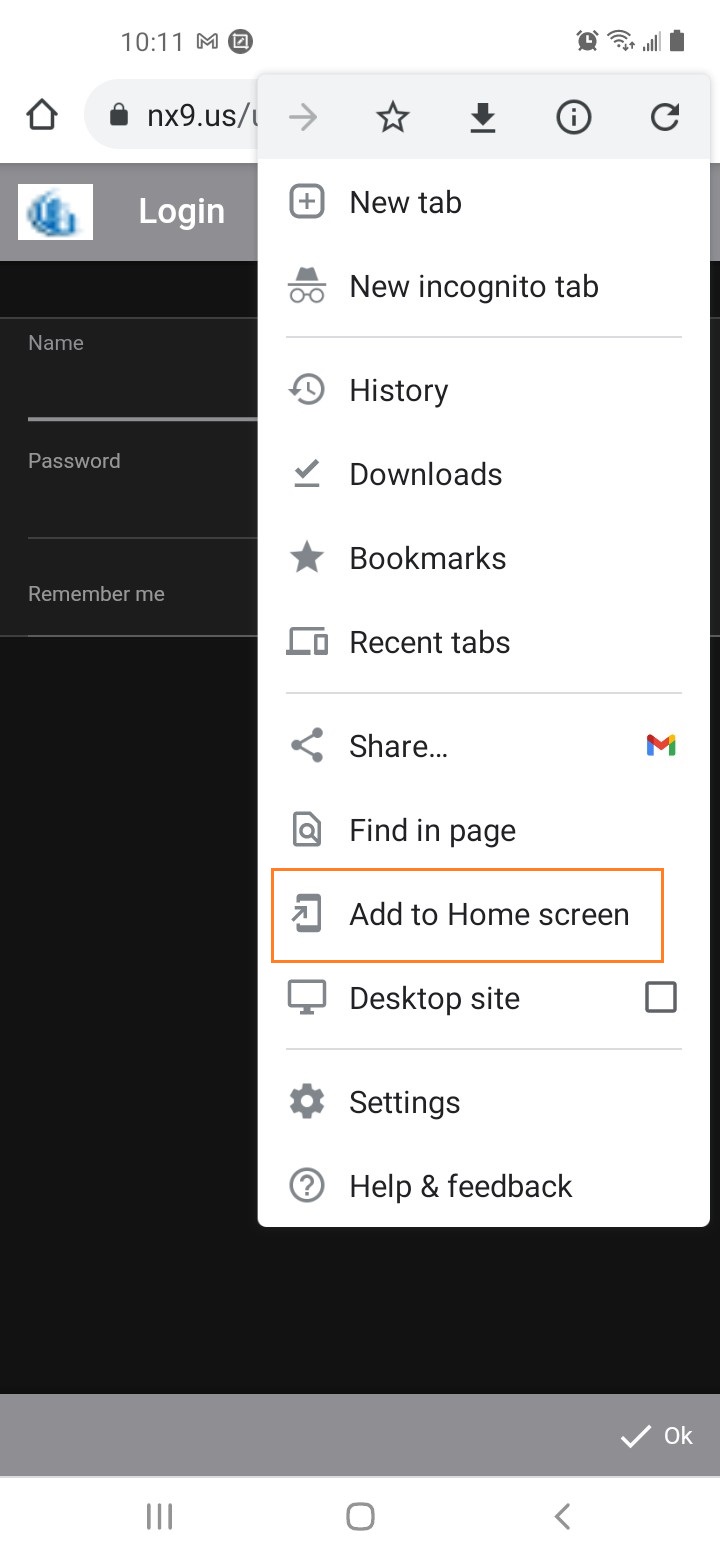 10:11
nx9.us/
Login
Name
Password
Remember me
New tab
New incognito tab
History
Downloads
Bookmarks
Recent tabs
Share…
Find in page
Add to Home screen
Desktop site
Settings
Help & feedback
Ok